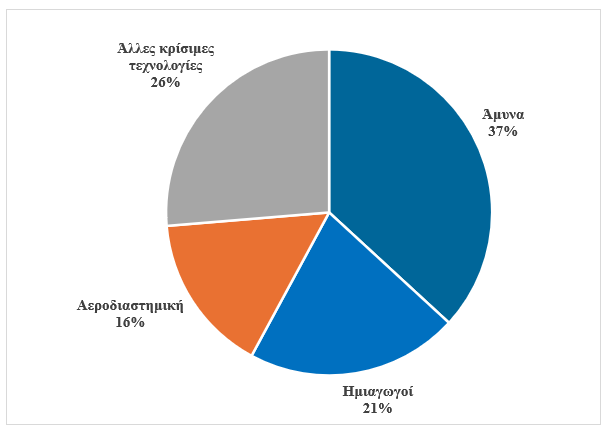 Άλλες κρίσιμες
τεχνολογίες
26%
Άμυνα
37%
Αεροδιαστημική
16%
Ημιαγωγοί
21%